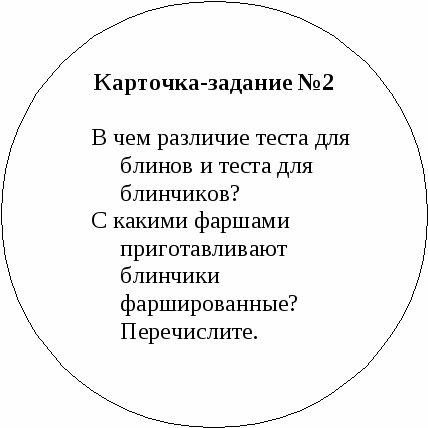 Карточка-задание №2
В чем различие теста для
блинов и теста для
блинчиков?
С какими фаршами
приготавливают
блинчики
фаршированные?
Перечислите.